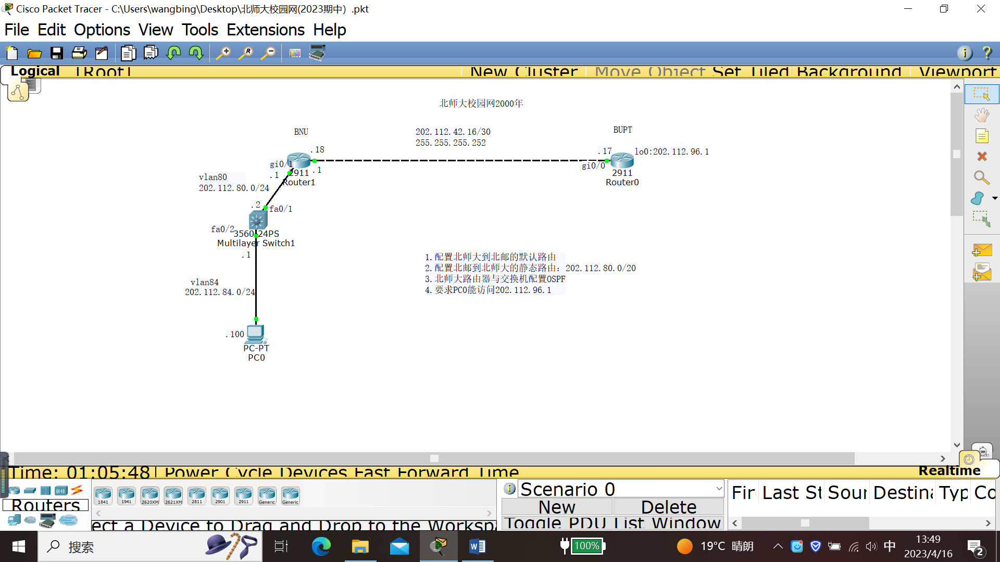 Cisco Packet Tracer - C:\Users\wangbing\Desktop\北师大校园网(2023期中) .pkt
File Edit Options View Tools Extensions Help
Logical [Root] New Cluster Move Object Set Tiled Background Viewport
北师大校园网2000年
BNU
202.112.42.16/30
255.255.255.252
BUPT
.18
.17
lo0:202.112.96.1
gi0/1
.1
.1
gi0/0
2911
Router1
2911
Router0
vlan80
202.112.80.0/24
.2
fa0/1
fa0/2
3560-24PS
Multilayer Switch1
.1
1.配置北师大到北邮的默认路由
2.配置北邮到北师大的静态路由：202.112.80.0/20
3.北师大路由器与交换机配置OSPF
4.要求PC0能访问202.112.96.1
vlan84
202.112.84.0/24
.100
PC-PT
PC0
Time: 01:05:48 Power Cycle Devices Fast Forward Time
Realtime
Routers
1841 1941 2620XM 2621XM 2811 2901 2911 Generic Generic
ect a Device to Drag and Drop to the Workspa
Scenario 0
New Delete
Toggle PDU List Window
Fir Last St Sour Destina Typ Co
搜索
100%
19°C 晴朗
中
13:49
2023/4/16
2